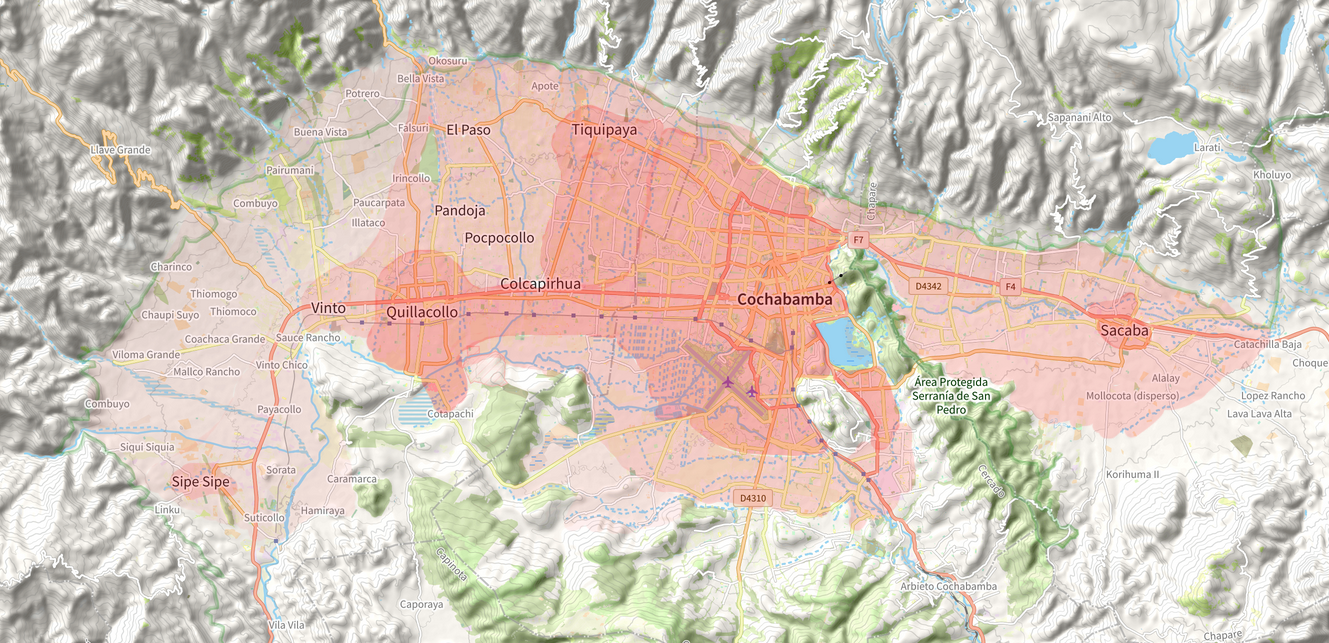 Okosuru
Bella Vista
Apote
Potrero
Sapanani Alto
Buena Vista
Falsuri
El Paso
Tiquipaya
Llave Grande
Larati
Pairumani
Irincollo
Kholuyo
Combuyo
Paucarpata
Pandoja
Chapare
Illataco
Pocpocollo
F7
Charinco
Colcapirhua
D4342
F4
Thiomogo
Vinto
Quillacollo
Cochabamba
Chaupi Suyo
Thiomoco
Sacaba
Coachaca Grande
Sauce Rancho
Catachilla Baja
Viloma Grande
Vinto Chico
Choque
Mallco Rancho
Área Protegida
Serranía de San
Pedro
Alalay
Mollocota (disperso)
Lopez Rancho
Combuyo
Payacollo
Cotapachi
Lava Lava Alta
Siqui Siquia
Sorata
Korihuma II
Sipe Sipe
Caramarca
Cercado
Linku
Hamiraya
D4310
Suticollo
Capinota
Arbieto Cochabamba
Caporaya
Vila Vila
Chapare